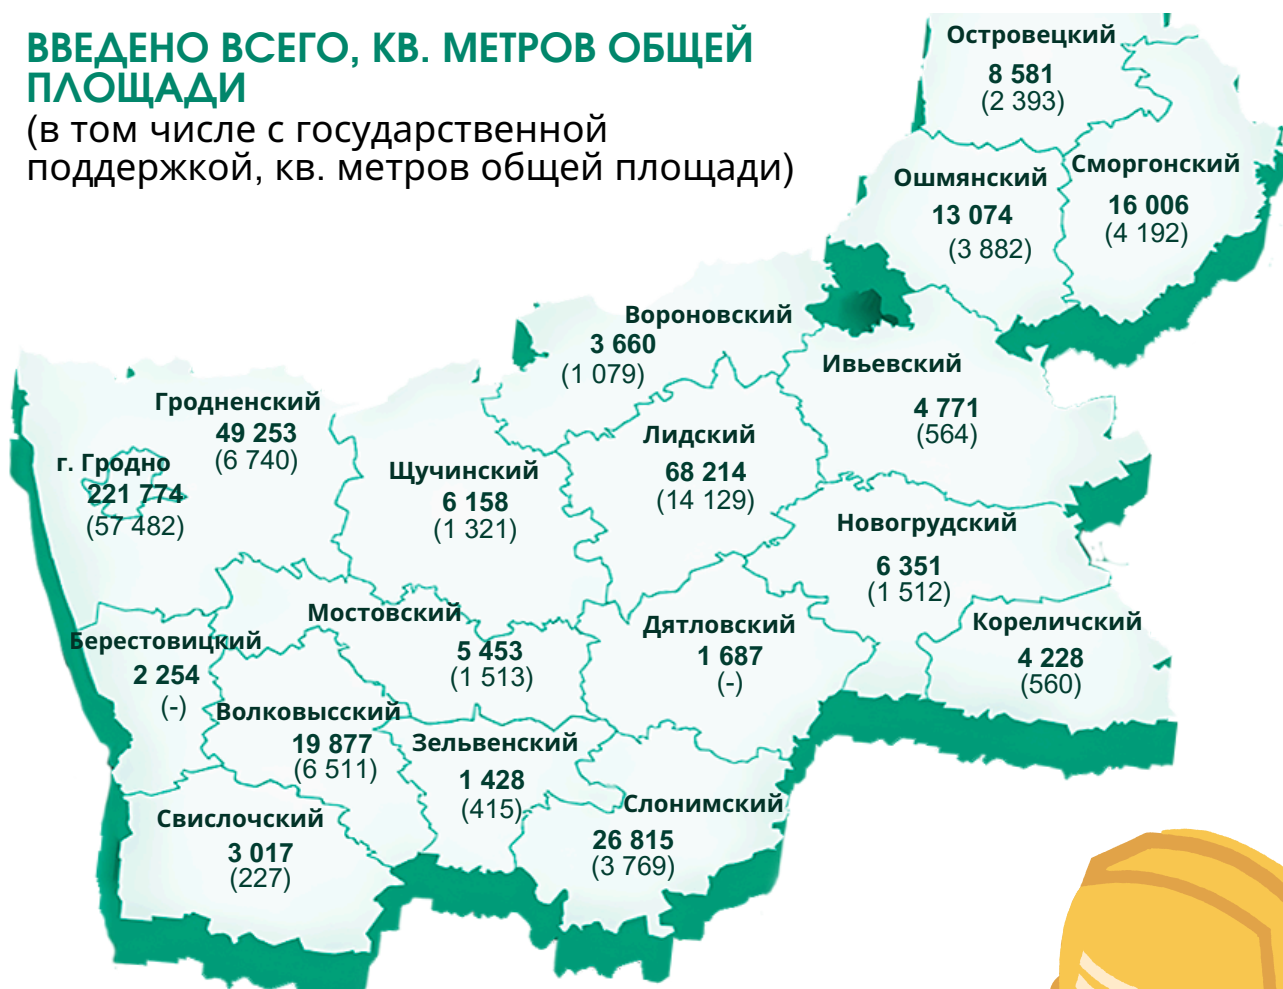 ВВЕДЕНО ВСЕГО, КВ. МЕТРОВ ОБЩЕЙ
ПЛОЩАДИ
(в том числе с государственной
поддержкой, кв. метров общей площади)
Островецкий
8 581
(2 393)
Ошмянский
13 074
(3 882)
Сморгонский
16 006
(4 192)
Вороновский
3 660
(1 079)
Ивьевский
4 771
(564)
Гродненский
49 253
(6 740)
г. Гродно
221 774
(57 482)
Щучинский
6 158
(1 321)
Лидский
68 214
(14 129)
Новогрудский
6 351
(1 512)
Мостовский
5 453
(1 513)
Дятловский
1 687
(-)
Кореличский
4 228
(560)
Берестовицкий
2 254
(-)
Волковысский
19 877
(6 511)
Зельвенский
1 428
(415)
Слонимский
26 815
(3 769)
Свислочский
3 017
(227)